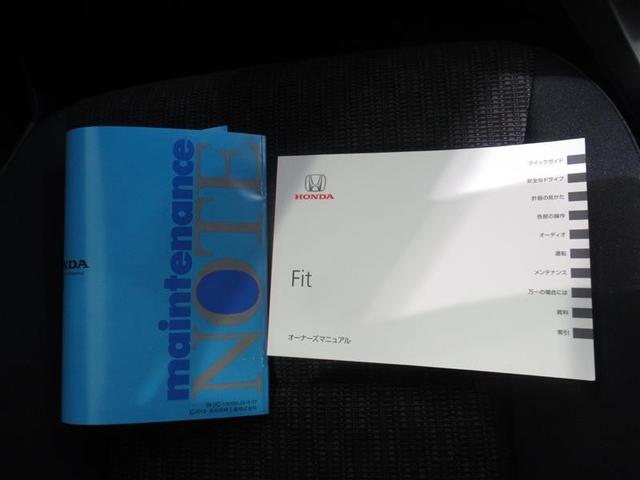 maintenance
NOTE
NDA
HONDA
Fit
オーナーズマニュアル
クイックガイド
安全なドライブ
計器の見かた
各部の操作
オーディオ
運転
メンテナンス
万一の場合には
資料
索引